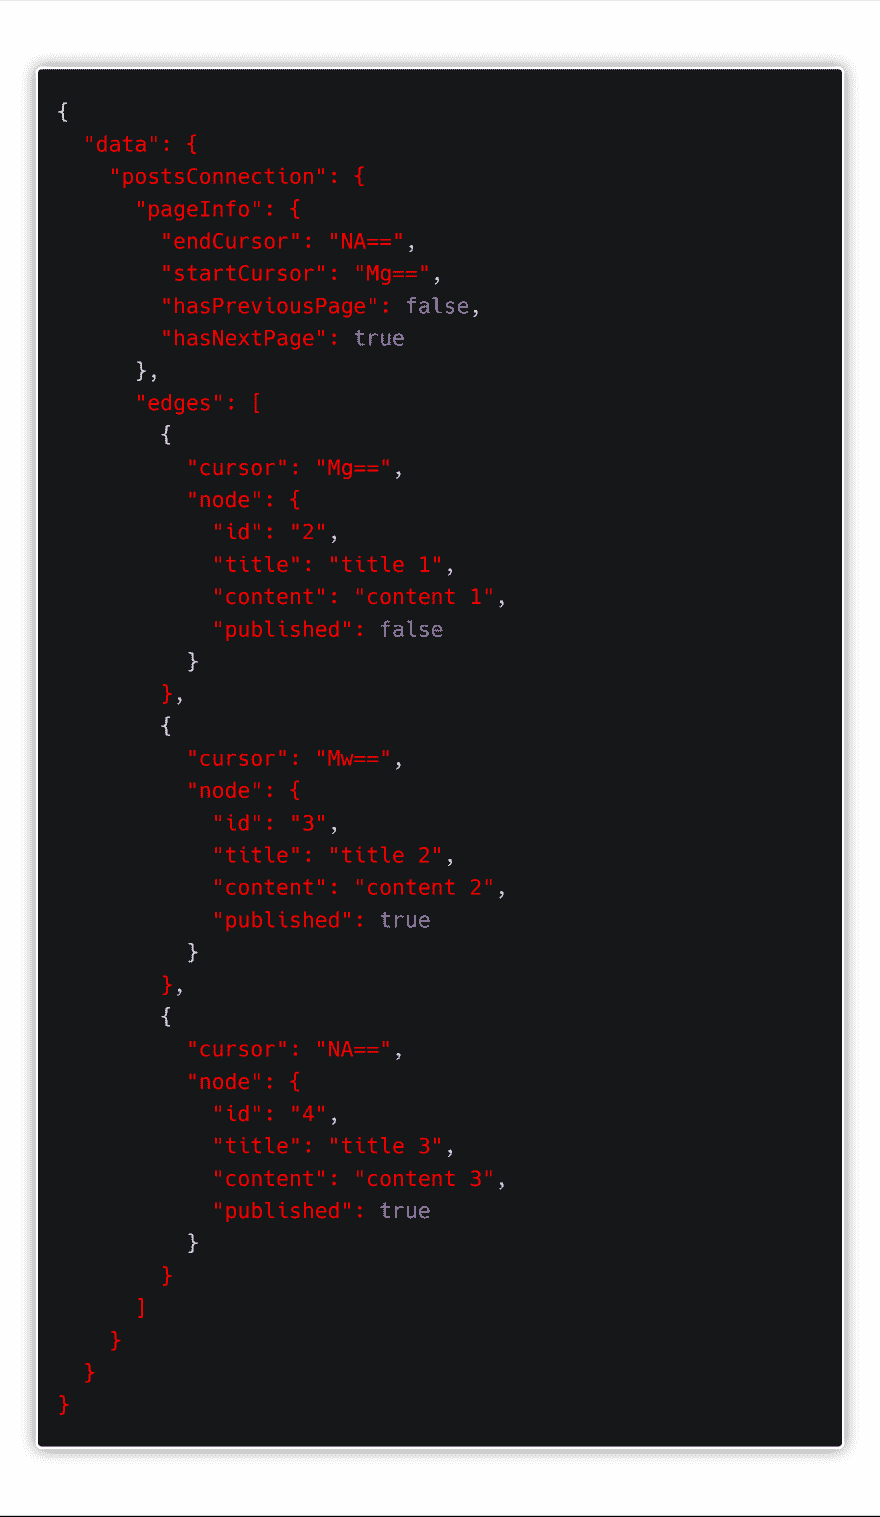 {
  "data": {
    "postsConnection": {
      "pageInfo": {
        "endCursor": "NA==",
        "startCursor": "Mg==",
        "hasPreviousPage": false,
        "hasNextPage": true
      },
      "edges": [
        {
          "cursor": "Mg==",
          "node": {
            "id": "2",
            "title": "title 1",
            "content": "content 1",
            "published": false
          }
        },
        {
          "cursor": "Mw==",
          "node": {
            "id": "3",
            "title": "title 2",
            "content": "content 2",
            "published": true
          }
        },
        {
          "cursor": "NA==",
          "node": {
            "id": "4",
            "title": "title 3",
            "content": "content 3",
            "published": true
          }
        }
      ]
    }
  }
}